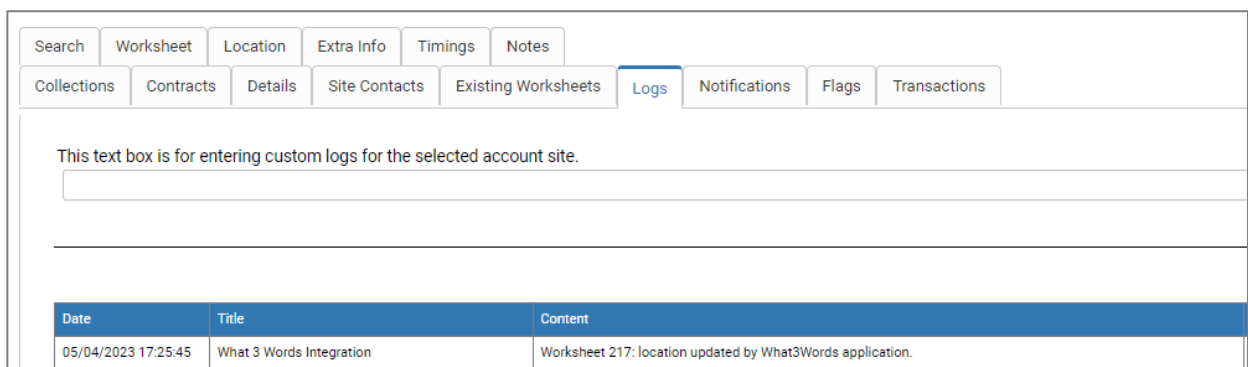 Search Worksheet Location Extra Info Timings Notes
Collections Contracts Details Site Contacts Existing Worksheets Logs Notifications Flags Transactions
This text box is for entering custom logs for the selected account site.
Date Title Content
05/04/2023 17:25:45 What 3 Words Integration Worksheet 217: location updated by What3Words application.